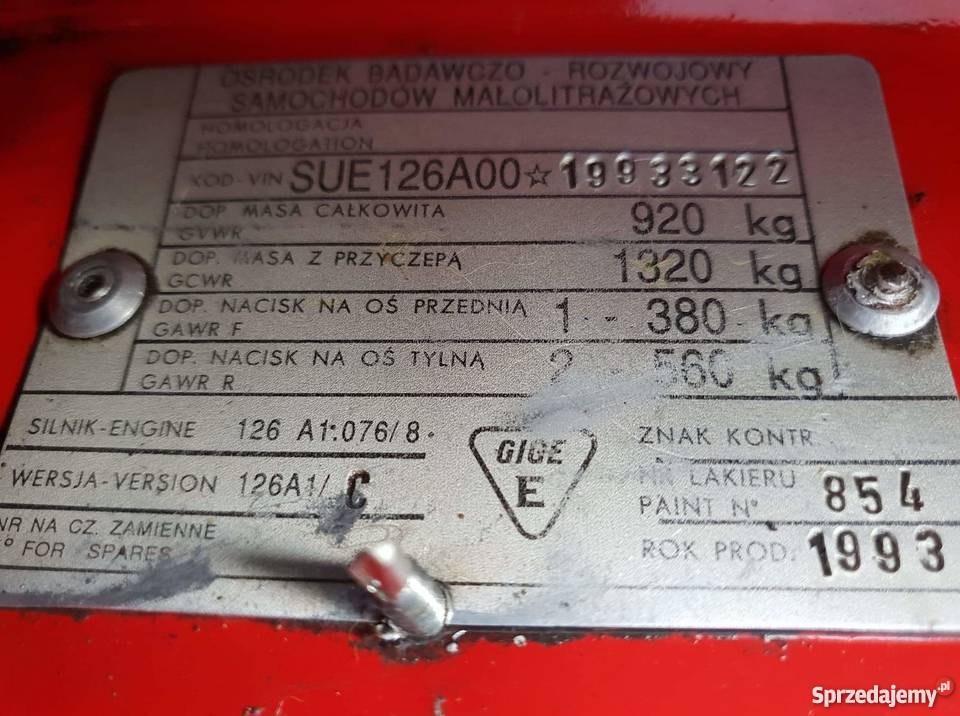 OŚRODEK BADAWCZO - ROZWOJOWY
SAMOCHODÓW MAŁOLITRAŻOWYCH
HOMOLOGACJA
HOMOLOGATION
KOD-VIN SUE126A00☆19933122
DOP. MASA CAŁKOWITA 920 kg
GVWR
DOP. MASA Z PRZYCZEPĄ 1320 kg
GCWR
DOP. NACISK NA OŚ PRZEDNIĄ 1 - 380 kg
GAWR F
DOP. NACISK NA OŚ TYLNĄ 2 - 560 kg
GAWR R
SILNIK-ENGINE 126 A1.076/8
WERSJA-VERSION 126A1/ C
NR NA CZ. ZAMIENNE
N° FOR SPARES
GIGE
E
ZNAK KONTR.
NR LAKIERU
PAINT N° 854
ROK PROD. 1993
Sprzedajemy.pl